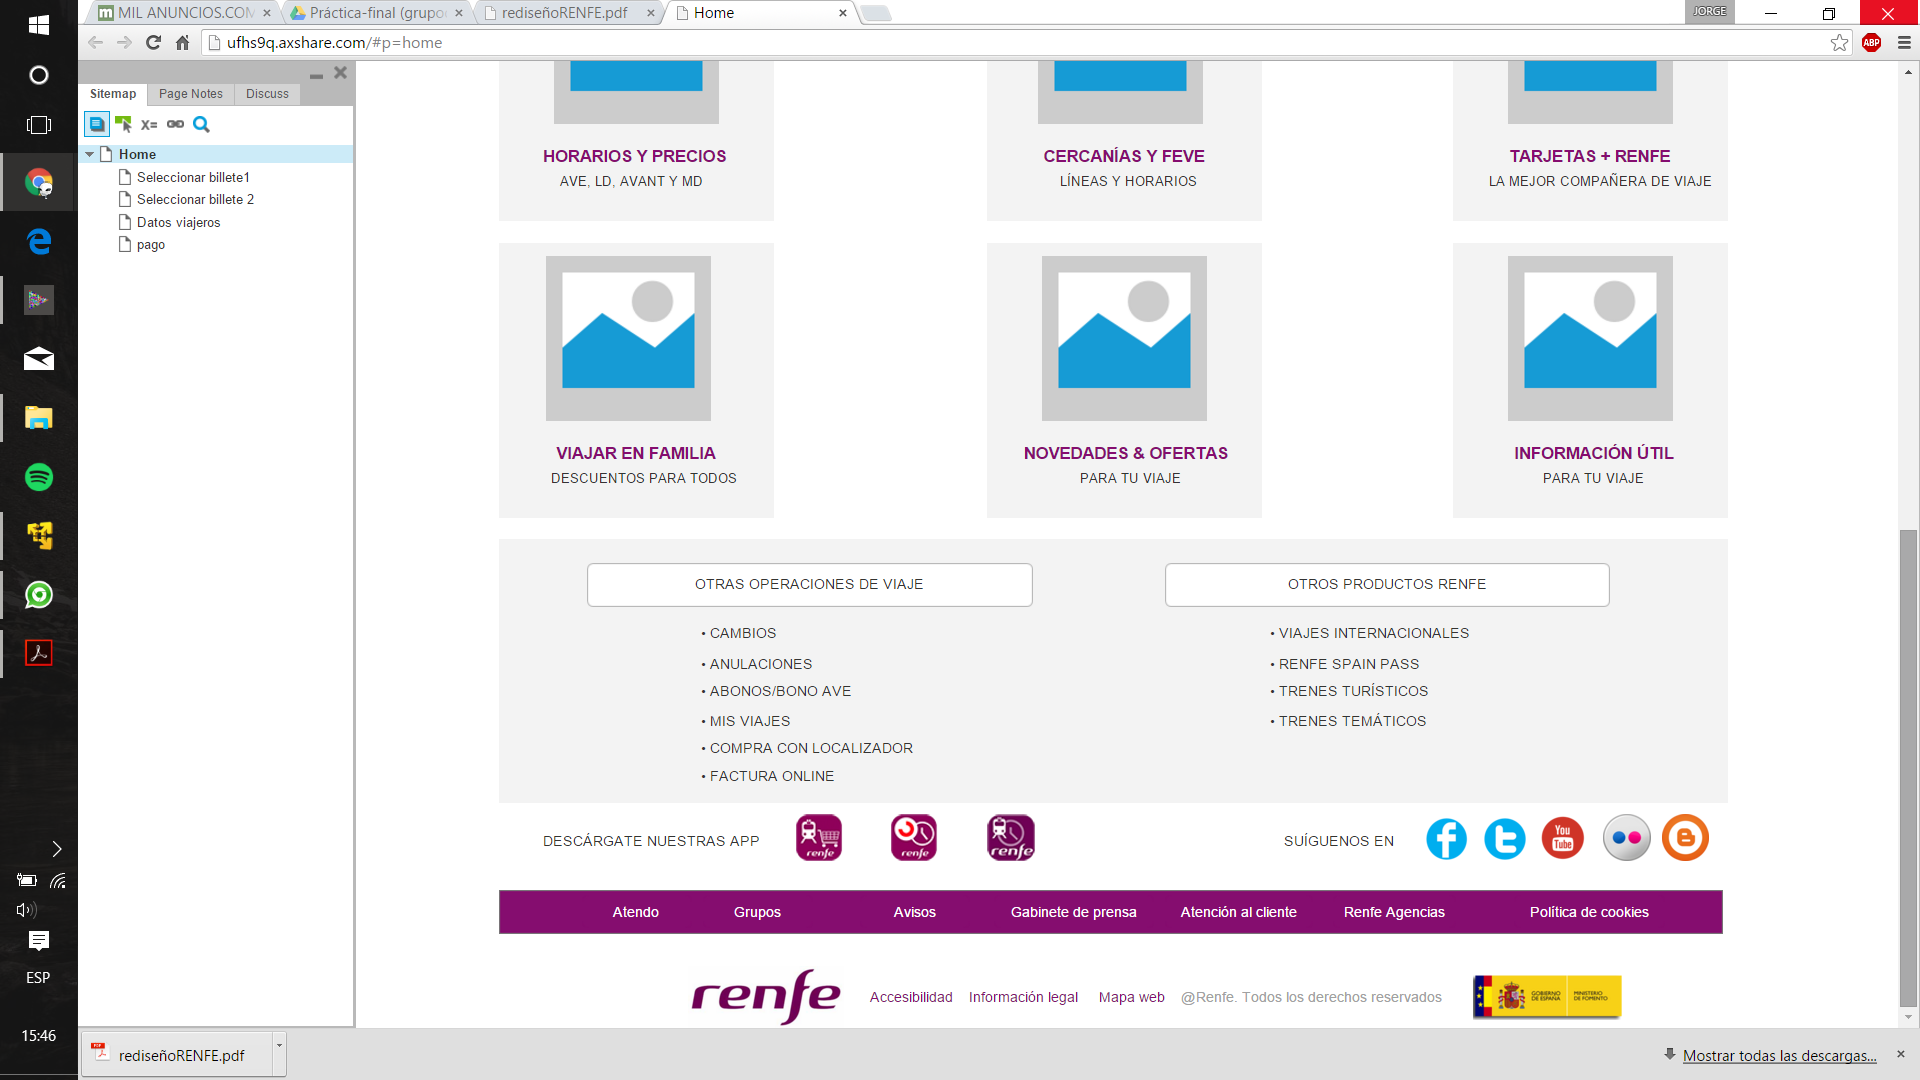 MIL ANUNCIOS.COM
Práctica-final (grupo
rediseñoRENFE.pdf
Home
JORGE
ufhs9q.axshare.com/#p=home
ABP
Sitemap
Page Notes
Discuss
X=
Home
Seleccionar billete1
Seleccionar billete 2
Datos viajeros
pago
HORARIOS Y PRECIOS
AVE, LD, AVANT Y MD
CERCANÍAS Y FEVE
LÍNEAS Y HORARIOS
TARJETAS + RENFE
LA MEJOR COMPAÑERA DE VIAJE
VIAJAR EN FAMILIA
DESCUENTOS PARA TODOS
NOVEDADES & OFERTAS
PARA TU VIAJE
INFORMACIÓN ÚTIL
PARA TU VIAJE
OTRAS OPERACIONES DE VIAJE
• CAMBIOS
• ANULACIONES
• ABONOS/BONO AVE
• MIS VIAJES
• COMPRA CON LOCALIZADOR
• FACTURA ONLINE
OTROS PRODUCTOS RENFE
• VIAJES INTERNACIONALES
• RENFE SPAIN PASS
• TRENES TURÍSTICOS
• TRENES TEMÁTICOS
DESCÁRGATE NUESTRAS APP
renfe
renfe
renfe
SUÍGUENOS EN
You
Tube
Atendo
Grupos
Avisos
Gabinete de prensa
Atención al cliente
Renfe Agencias
Política de cookies
renfe
Accesibilidad
Información legal
Mapa web
@Renfe. Todos los derechos reservados
GOBIERNO
DE ESPAÑA
MINISTERIO
DE FOMENTO
ESP
15:46
rediseñoRENFE.pdf
Mostrar todas las descargas...